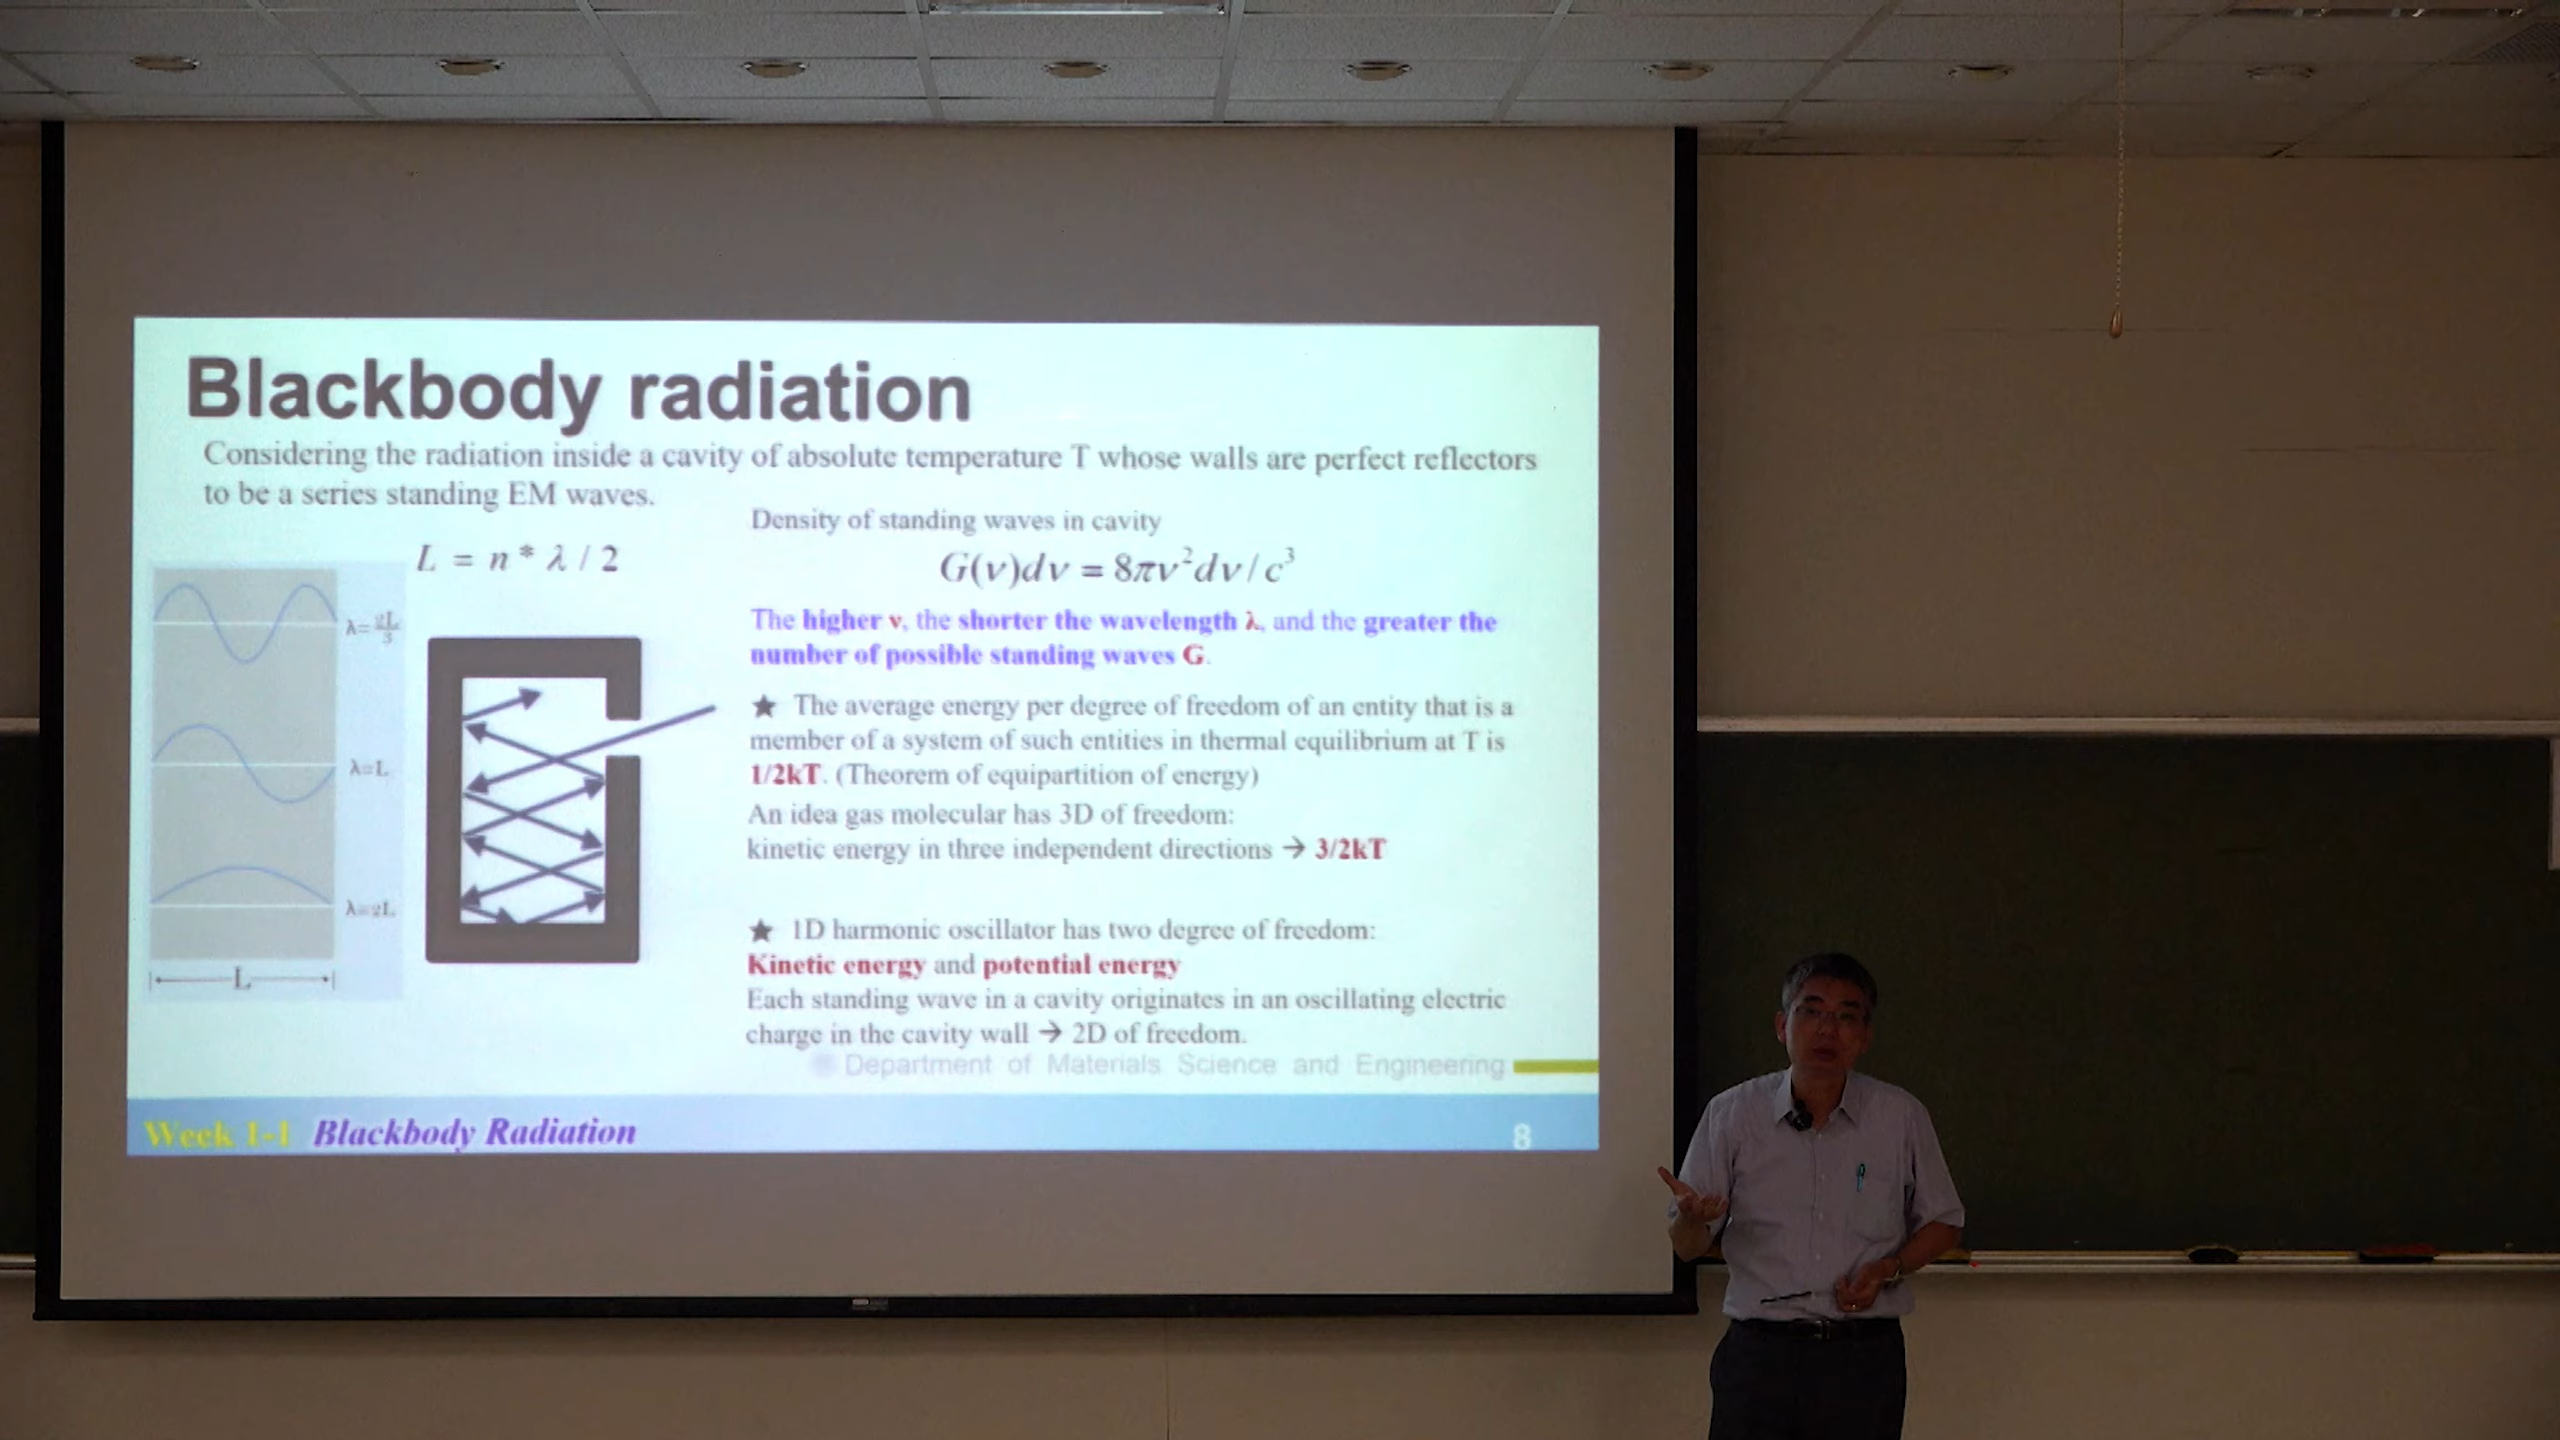 Blackbody radiation
Considering the radiation inside a cavity of absolute temperature T whose walls are perfect reflectors
to be a series standing EM waves.
L = n * λ / 2
λ=2L/3
λ=L
λ=2L
L
Density of standing waves in cavity
G(ν)dν = 8πν²dν/c³
The higher ν, the shorter the wavelength λ, and the greater the
number of possible standing waves G.
★ The average energy per degree of freedom of an entity that is a
member of a system of such entities in thermal equilibrium at T is
1/2kT. (Theorem of equipartition of energy)
An idea gas molecular has 3D of freedom:
kinetic energy in three independent directions → 3/2kT
★ 1D harmonic oscillator has two degree of freedom:
Kinetic energy and potential energy
Each standing wave in a cavity originates in an oscillating electric
charge in the cavity wall → 2D of freedom.
Department of Materials Science and Engineering
Week 1-1 Blackbody Radiation
8